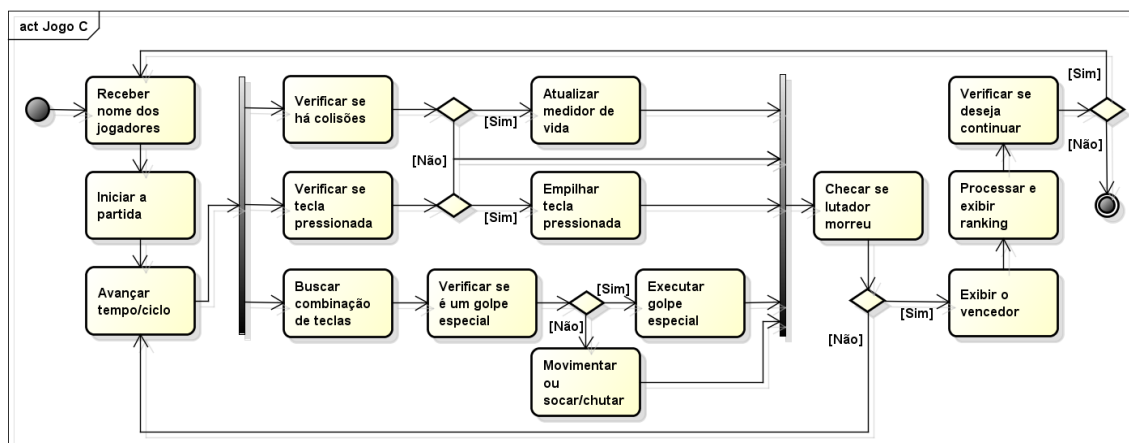 act Jogo C
Receber
nome dos
jogadores
Iniciar a
partida
Avançar
tempo/ciclo
Verificar se
há colisões
[Sim]
Atualizar
medidor de
vida
[Não]
Verificar se
tecla
pressionada
[Sim]
Empilhar
tecla
pressionada
Buscar
combinação
de teclas
Verificar se
é um golpe
especial
[Sim]
[Não]
Executar
golpe
especial
Movimentar
ou
socar/chutar
Checar se
lutador
morreu
[Sim]
[Não]
Exibir o
vencedor
Processar e
exibir
ranking
Verificar se
deseja
continuar
[Sim]
[Não]